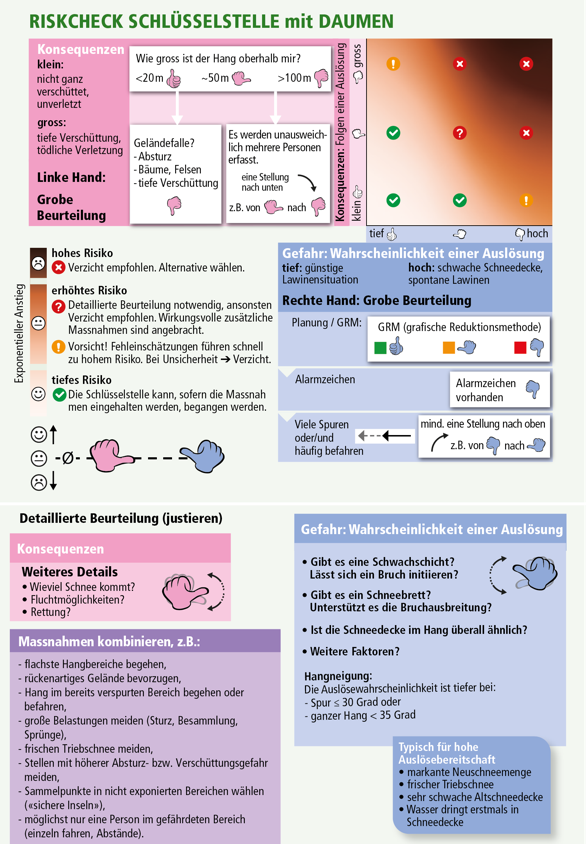 RISKCHECK SCHLÜSSELSTELLE mit DAUMEN
Konsequenzen
klein:
nicht ganz
verschüttet,
unverletzt
gross:
tiefe Verschüttung,
tödliche Verletzung
Linke Hand:
Grobe
Beurteilung
Wie gross ist der Hang oberhalb mir?
<20m ~50m >100m
Geländefalle?
- Absturz
- Bäume, Felsen
- tiefe Verschüttung
Es werden unausweich-
lich mehrere Personen
erfasst.
eine Stellung
nach unten
z.B. von nach
Konsequenzen: Folgen einer Auslösung
klein gross
tief hoch
Gefahr: Wahrscheinlichkeit einer Auslösung
tief: günstige
Lawinensituation
hoch: schwache Schneedecke,
spontane Lawinen
Rechte Hand: Grobe Beurteilung
Planung / GRM:
GRM (grafische Reduktionsmethode)
Alarmzeichen
Alarmzeichen
vorhanden
Viele Spuren
oder/und
häufig befahren
mind. eine Stellung nach oben
z.B. von nach
Exponentieller Anstieg
hohes Risiko
Verzicht empfohlen. Alternative wählen.
erhöhtes Risiko
Detaillierte Beurteilung notwendig, ansonsten
Verzicht empfohlen. Wirkungsvolle zusätzliche
Massnahmen sind angebracht.
Vorsicht! Fehleinschätzungen führen schnell
zu hohem Risiko. Bei Unsicherheit ➔ Verzicht.
tiefes Risiko
Die Schlüsselstelle kann, sofern die Massnah
men eingehalten werden, begangen werden.
Ø
Detaillierte Beurteilung (justieren)
Konsequenzen
Weiteres Details
• Wieviel Schnee kommt?
• Fluchtmöglichkeiten?
• Rettung?
Massnahmen kombinieren, z.B.:
- flachste Hangbereiche begehen,
- rückenartiges Gelände bevorzugen,
- Hang im bereits verspurten Bereich begehen oder
befahren,
- große Belastungen meiden (Sturz, Besammlung,
Sprünge),
- frischen Triebschnee meiden,
- Stellen mit höherer Absturz- bzw. Verschüttungsgefahr
meiden,
- Sammelpunkte in nicht exponierten Bereichen wählen
(«sichere Inseln»),
- möglichst nur eine Person im gefährdeten Bereich
(einzeln fahren, Abstände).
Gefahr: Wahrscheinlichkeit einer Auslösung
• Gibt es eine Schwachschicht?
Lässt sich ein Bruch initiieren?
• Gibt es ein Schneebrett?
Unterstützt es die Bruchausbreitung?
• Ist die Schneedecke im Hang überall ähnlich?
• Weitere Faktoren?
Hangneigung:
Die Auslösewahrscheinlichkeit ist tiefer bei:
- Spur ≤ 30 Grad oder
- ganzer Hang < 35 Grad
Typisch für hohe
Auslösebereitschaft
• markante Neuschneemenge
• frischer Triebschnee
• sehr schwache Altschneedecke
• Wasser dringt erstmals in
Schneedecke